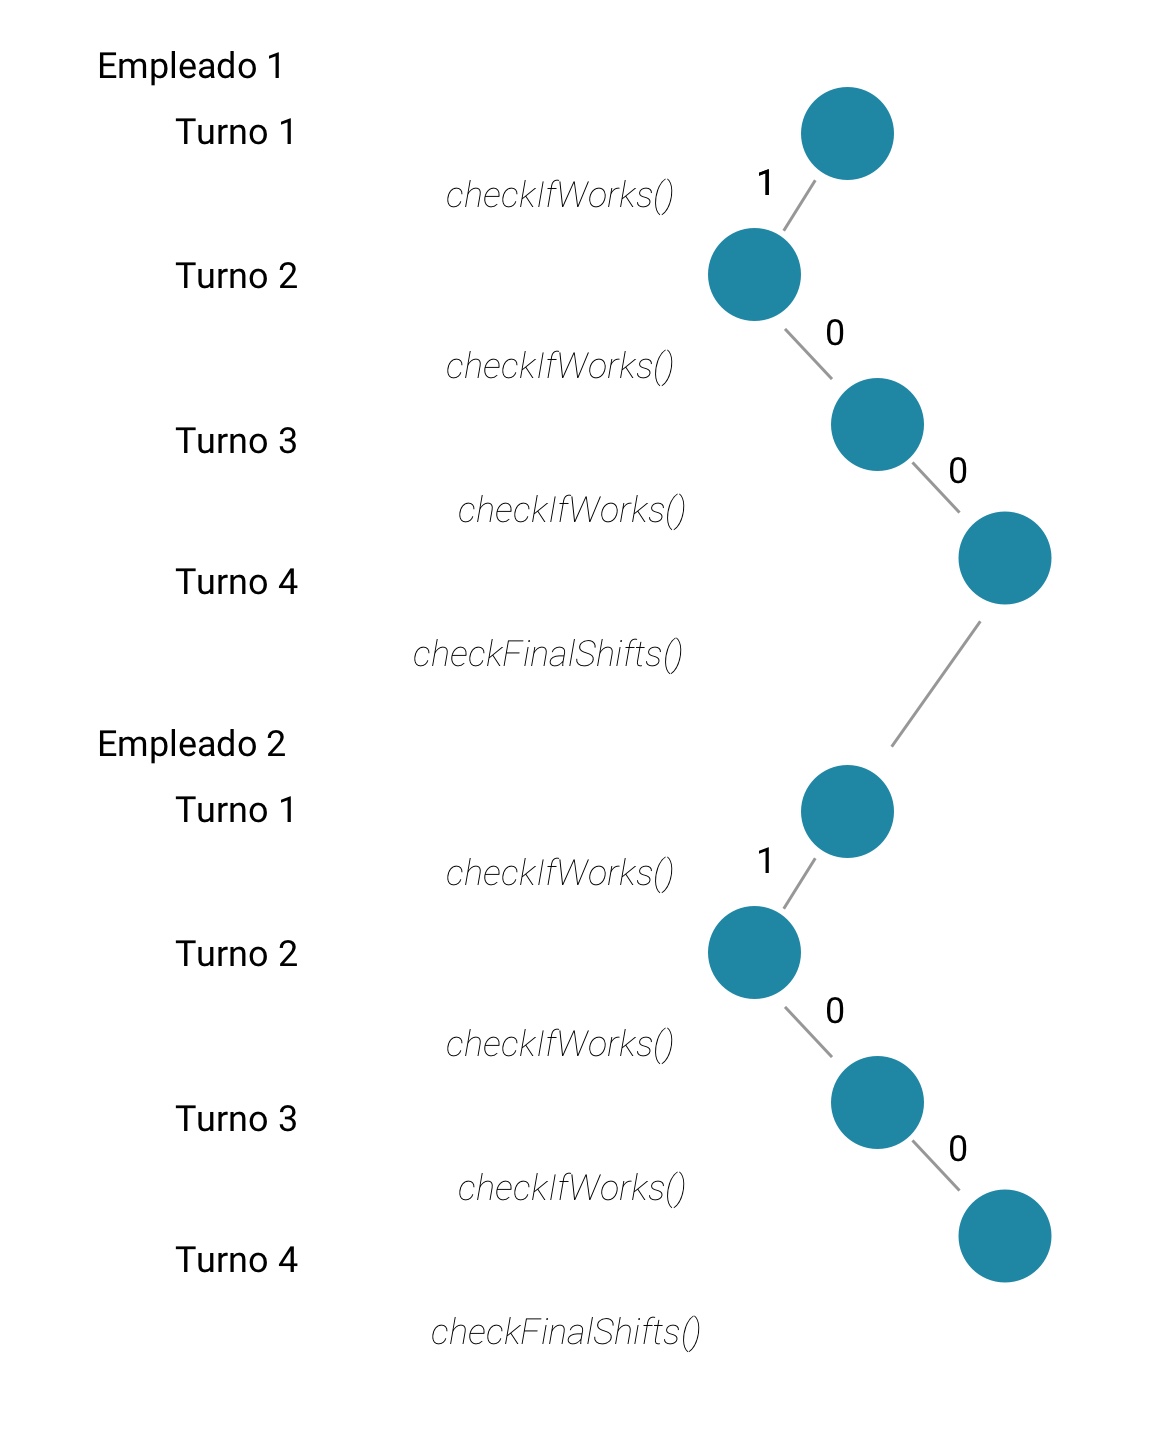 Empleado 1
Turno 1
checkIfWorks()
1
Turno 2
checkIfWorks()
0
Turno 3
checkIfWorks()
0
Turno 4
checkFinalShifts()
Empleado 2
Turno 1
checkIfWorks()
1
Turno 2
checkIfWorks()
0
Turno 3
checkIfWorks()
0
Turno 4
checkFinalShifts()